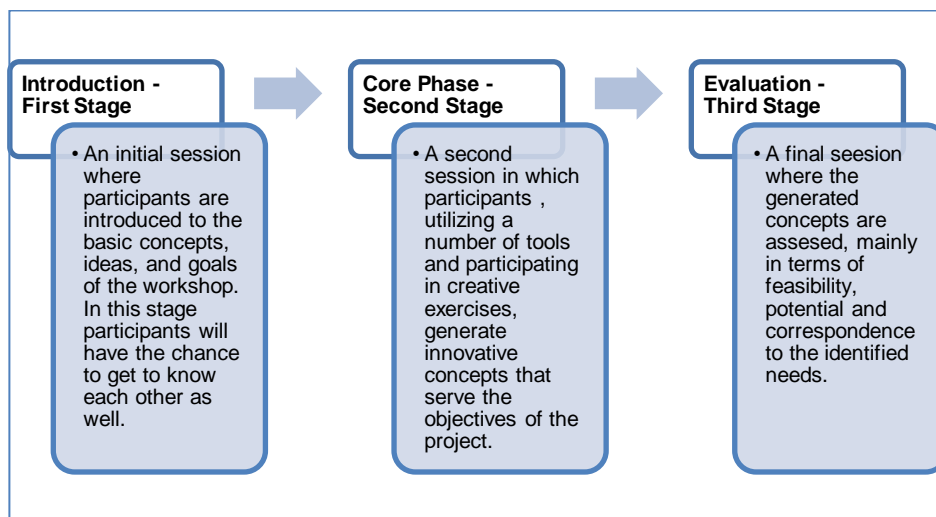 Introduction -
First Stage
• An initial session
where
participants are
introduced to the
basic concepts,
ideas, and goals
of the workshop.
In this stage
participants will
have the chance
to get to know
each other as
well.
Core Phase -
Second Stage
• A second
session in which
participants ,
utilizing a
number of tools
and participating
in creative
exercises,
generate
innovative
concepts that
serve the
objectives of the
project.
Evaluation -
Third Stage
• A final seesion
where the
generated
concepts are
assesed, mainly
in terms of
feasibility,
potential and
correspondence
to the identified
needs.